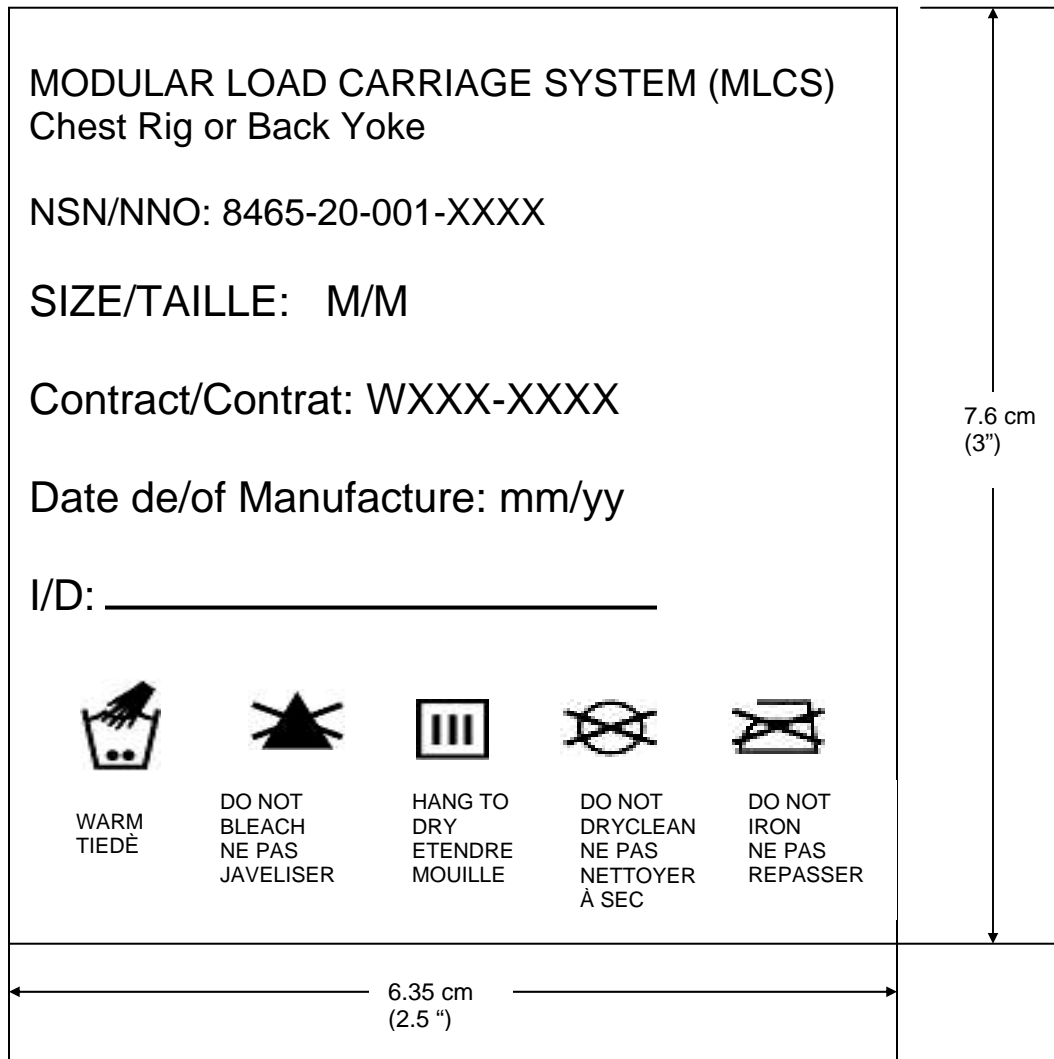 MODULAR LOAD CARRIAGE SYSTEM (MLCS)
Chest Rig or Back Yoke
NSN/NNO: 8465-20-001-XXXX
SIZE/TAILLE: M/M
Contract/Contrat: WXXX-XXXX
Date de/of Manufacture: mm/yy
I/D:
WARM
TIEDÈ
DO NOT
BLEACH
NE PAS
JAVELISER
HANG TO
DRY
ETENDRE
MOUILLE
DO NOT
DRYCLEAN
NE PAS
NETTOYER
À SEC
DO NOT
IRON
NE PAS
REPASSER
7.6 cm
(3”)
6.35 cm
(2.5 “)